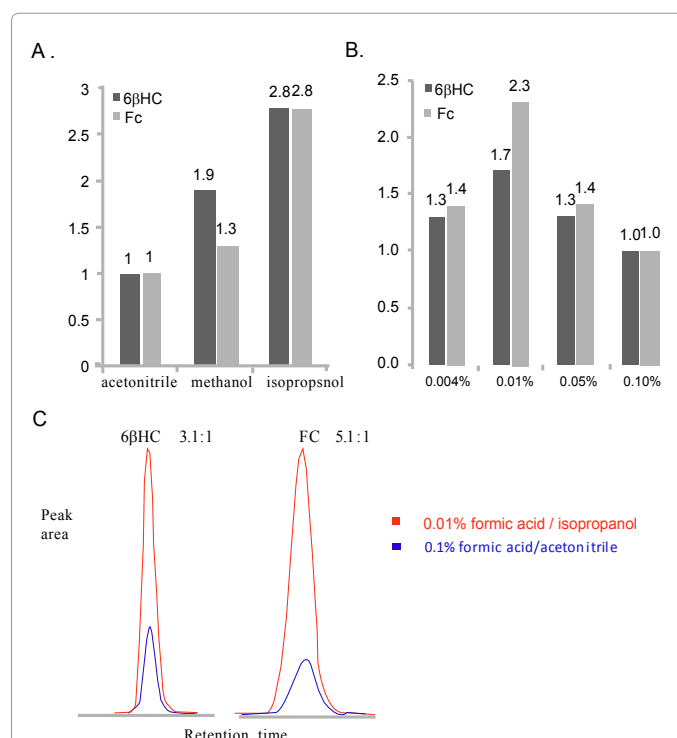 A .
3
2.5
2
1.5
1
0.5
0
6βHC
Fc
1 1
1.9
1.3
2.8 2.8
acetonitrile methanol isopropsnol
B.
2.5
2.0
1.5
1.0
0.5
0.0
6βHC
Fc
1.3 1.4
1.7
2.3
1.3 1.4
1.0 1.0
0.004% 0.01% 0.05% 0.10%
C
6βHC 3.1:1 FC 5.1:1
Peak
area
0.01% formic acid / isopropanol
0.1% formic acid/acetonitrile
Retention time